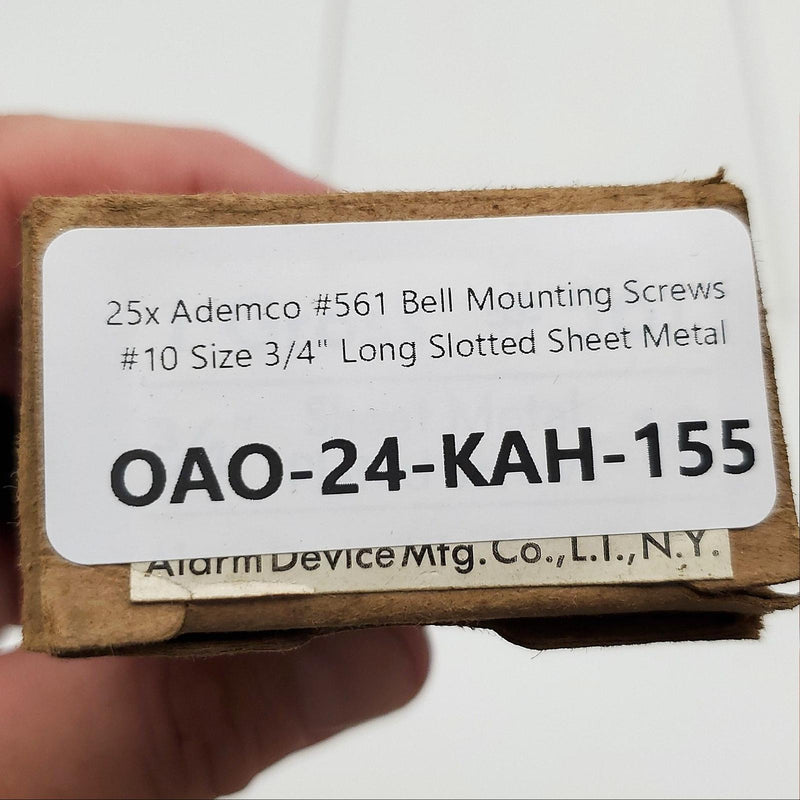 25x Ademco #561 Bell Mounting Screws
#10 Size 3/4" Long Slotted Sheet Metal
OAO-24-KAH-155
Alarm Device Mfg. Co., L.I., N.Y.